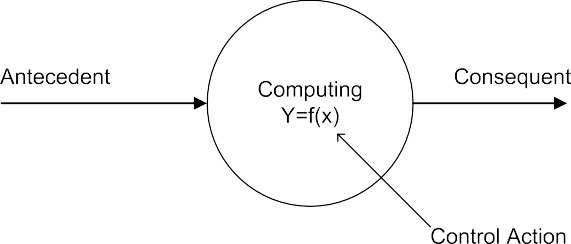 Antecedent
Computing
Y=f(x)
Consequent
Control Action